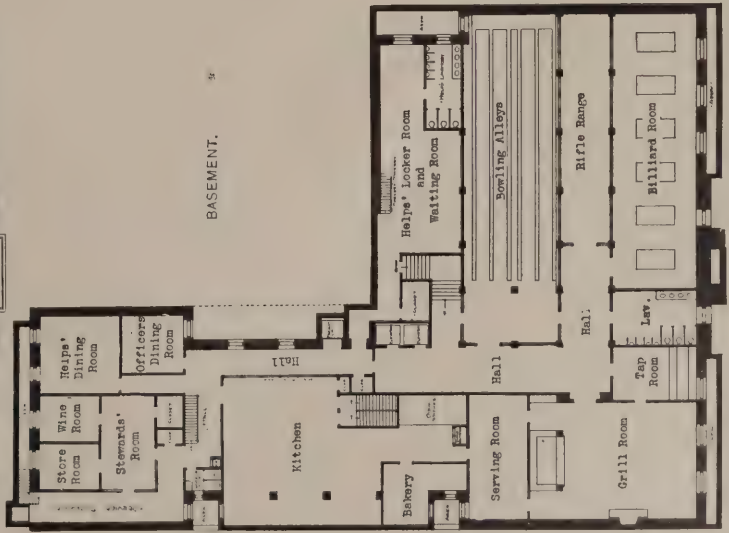 BASEMENT.
Helps'
Dining
Room
Officers
Dining
Room
Wine
Room
Store
Room
Stewards'
Room
Hall
Kitchen
Bakery
Serving Room
Grill Room
Tap
Room
Lav.
Hall
Hall
Helps' Locker Room
and
Waiting Room
Bowling Alleys
Rifle Range
Billiard Room